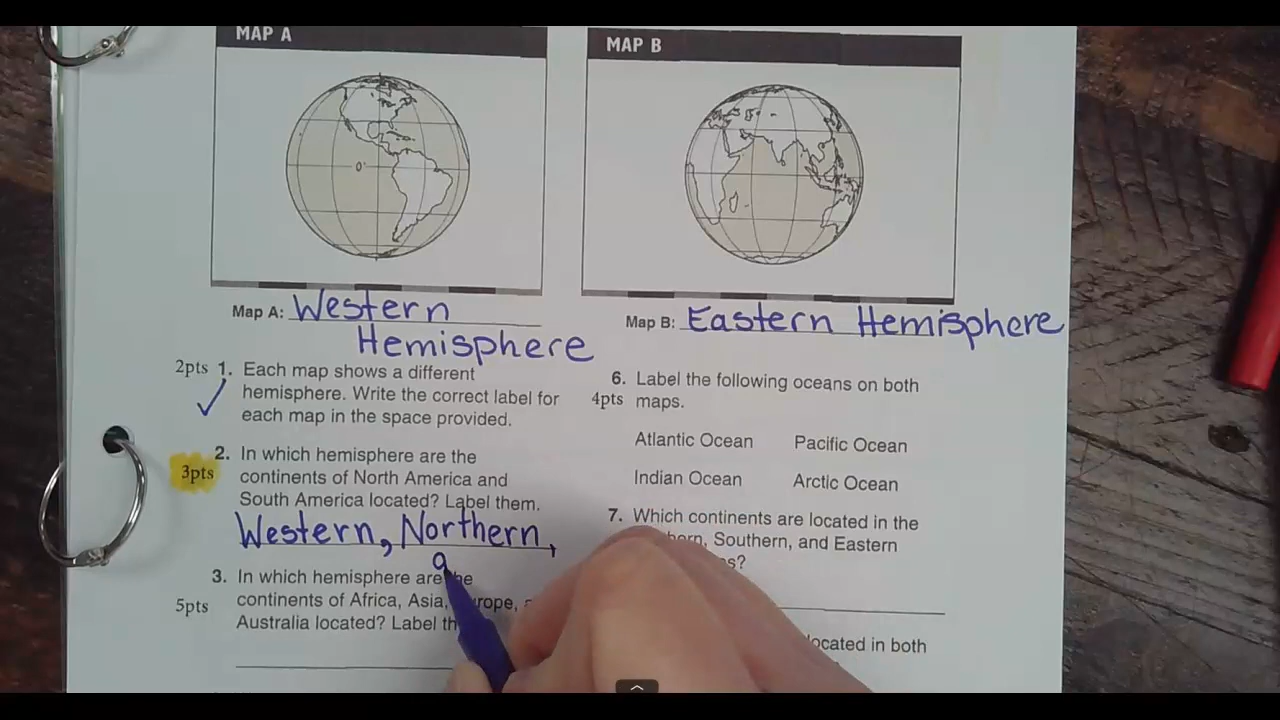 MAP A
MAP B
0°
Map A: Western
Hemisphere
Map B: Eastern Hemisphere
2pts 1. Each map shows a different
hemisphere. Write the correct label for
each map in the space provided.
3pts 2. In which hemisphere are the
continents of North America and
South America located? Label them.
Western, Northern,
a
3. In which hemisphere are the
5pts continents of Africa, Asia,
Australia located? Label
6. Label the following oceans on both
4pts maps.
Atlantic Ocean Pacific Ocean
Indian Ocean Arctic Ocean
7. Which continents are located in the
Southern, and Eastern
located in both